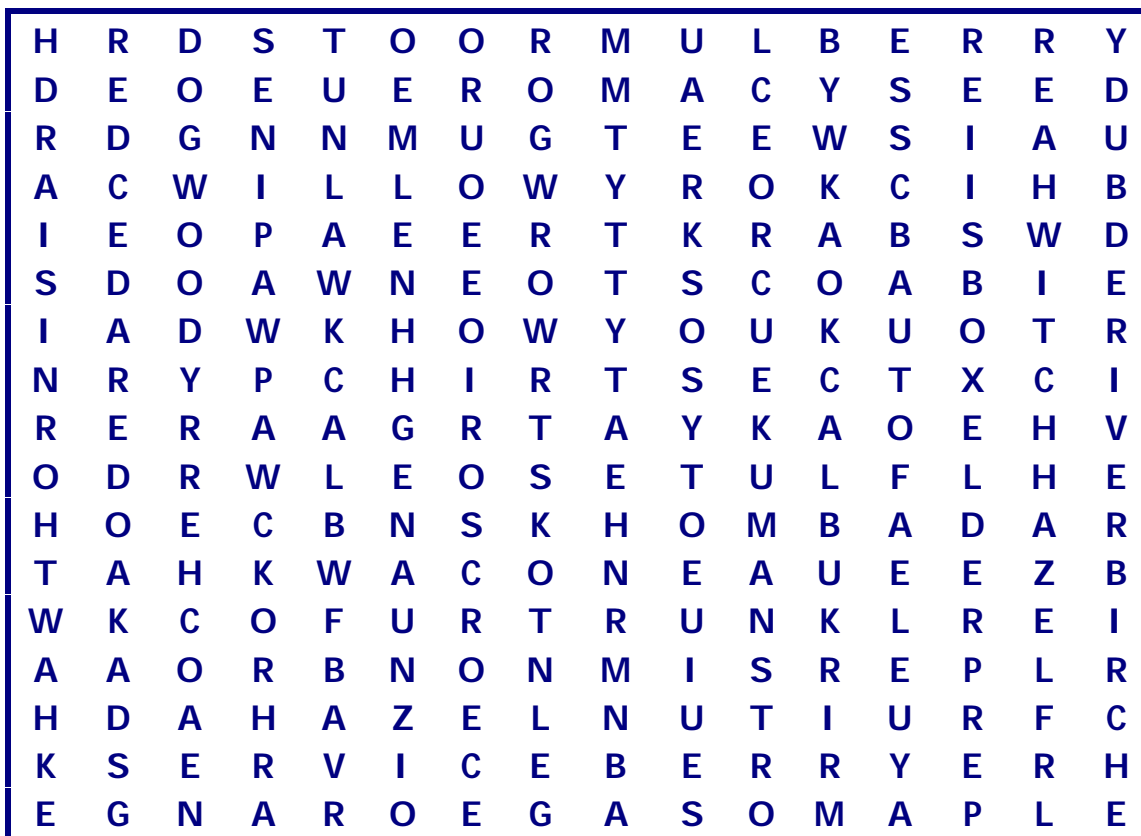 H R D S T O O R M U L B E R R Y
D E O E U E R O M A C Y S E E D
R D G N N M U G T E E W S I A U
A C W I L L O W Y R O K C I H B
I E O P A E E R T K R A B S W D
S D O A W N E O T S C O A B I E
I A D W K H O W Y O U K U O T R
N R Y P C H I R T S E C T X C I
R E R A A G R T A Y K A O E H V
O D R W L E O S E T U L F L H E
H O E C B N S K H O M B A D A R
T A H K W A C O N E A U E E Z B
W K C O F U R T R U N K L R E I
A A O R B N O N M I S R E P L R
H D A H A Z E L N U T I U R F C
K S E R V I C E B E R R Y E R H
E G N A R O E G A S O M A P L E